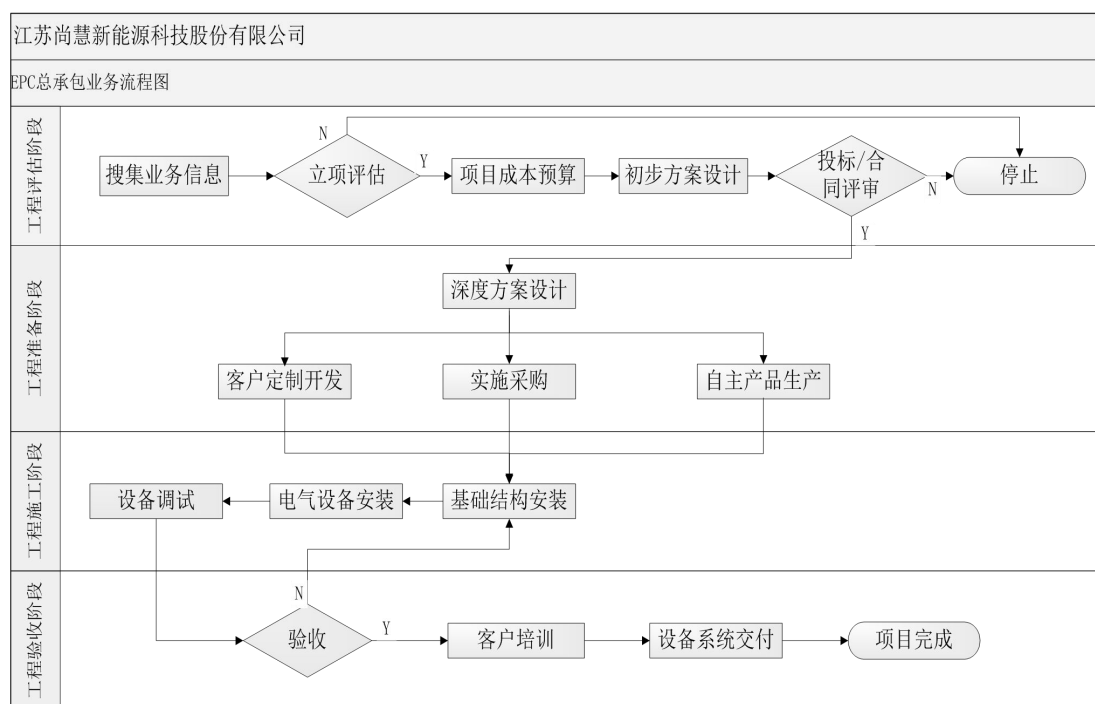 江苏尚慧新能源科技股份有限公司
EPC总承包业务流程图
工程评估阶段
N
搜集业务信息
立项评估
Y
项目成本预算
初步方案设计
投标/合
同评审
N
停止
Y
工程准备阶段
深度方案设计
客户定制开发
实施采购
自主产品生产
工程施工阶段
设备调试
电气设备安装
基础结构安装
工程验收阶段
N
验收
Y
客户培训
设备系统交付
项目完成